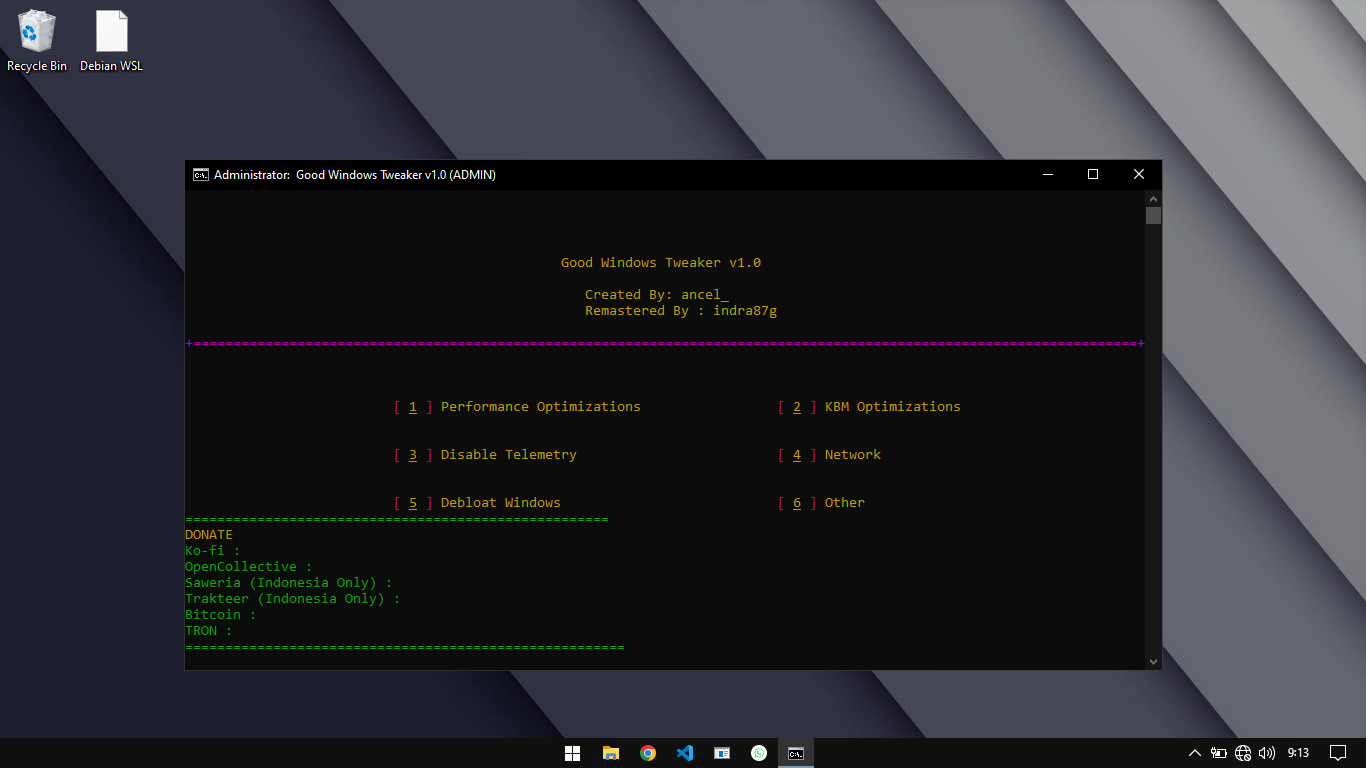 Recycle Bin
Debian WSL
Administrator:  Good Windows Tweaker v1.0 (ADMIN)
Good Windows Tweaker v1.0
Created By: ancel_
Remastered By : indra87g
+======================================================================================================================+
[ 1 ] Performance Optimizations
[ 2 ] KBM Optimizations
[ 3 ] Disable Telemetry
[ 4 ] Network
[ 5 ] Debloat Windows
[ 6 ] Other
=====================================================
DONATE
Ko-fi :
OpenCollective :
Saweria (Indonesia Only) :
Trakteer (Indonesia Only) :
Bitcoin :
TRON :
=======================================================
9:13